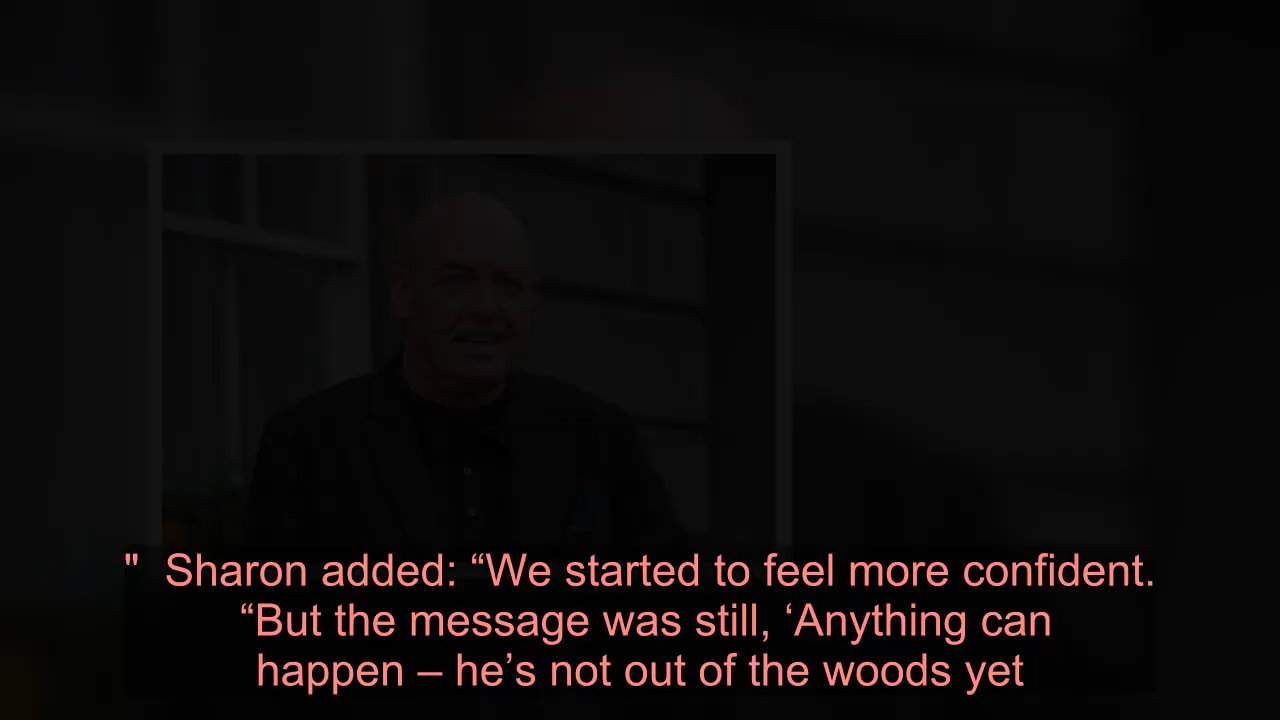 "  Sharon added: “We started to feel more confident.
“But the message was still, ‘Anything can
happen – he’s not out of the woods yet